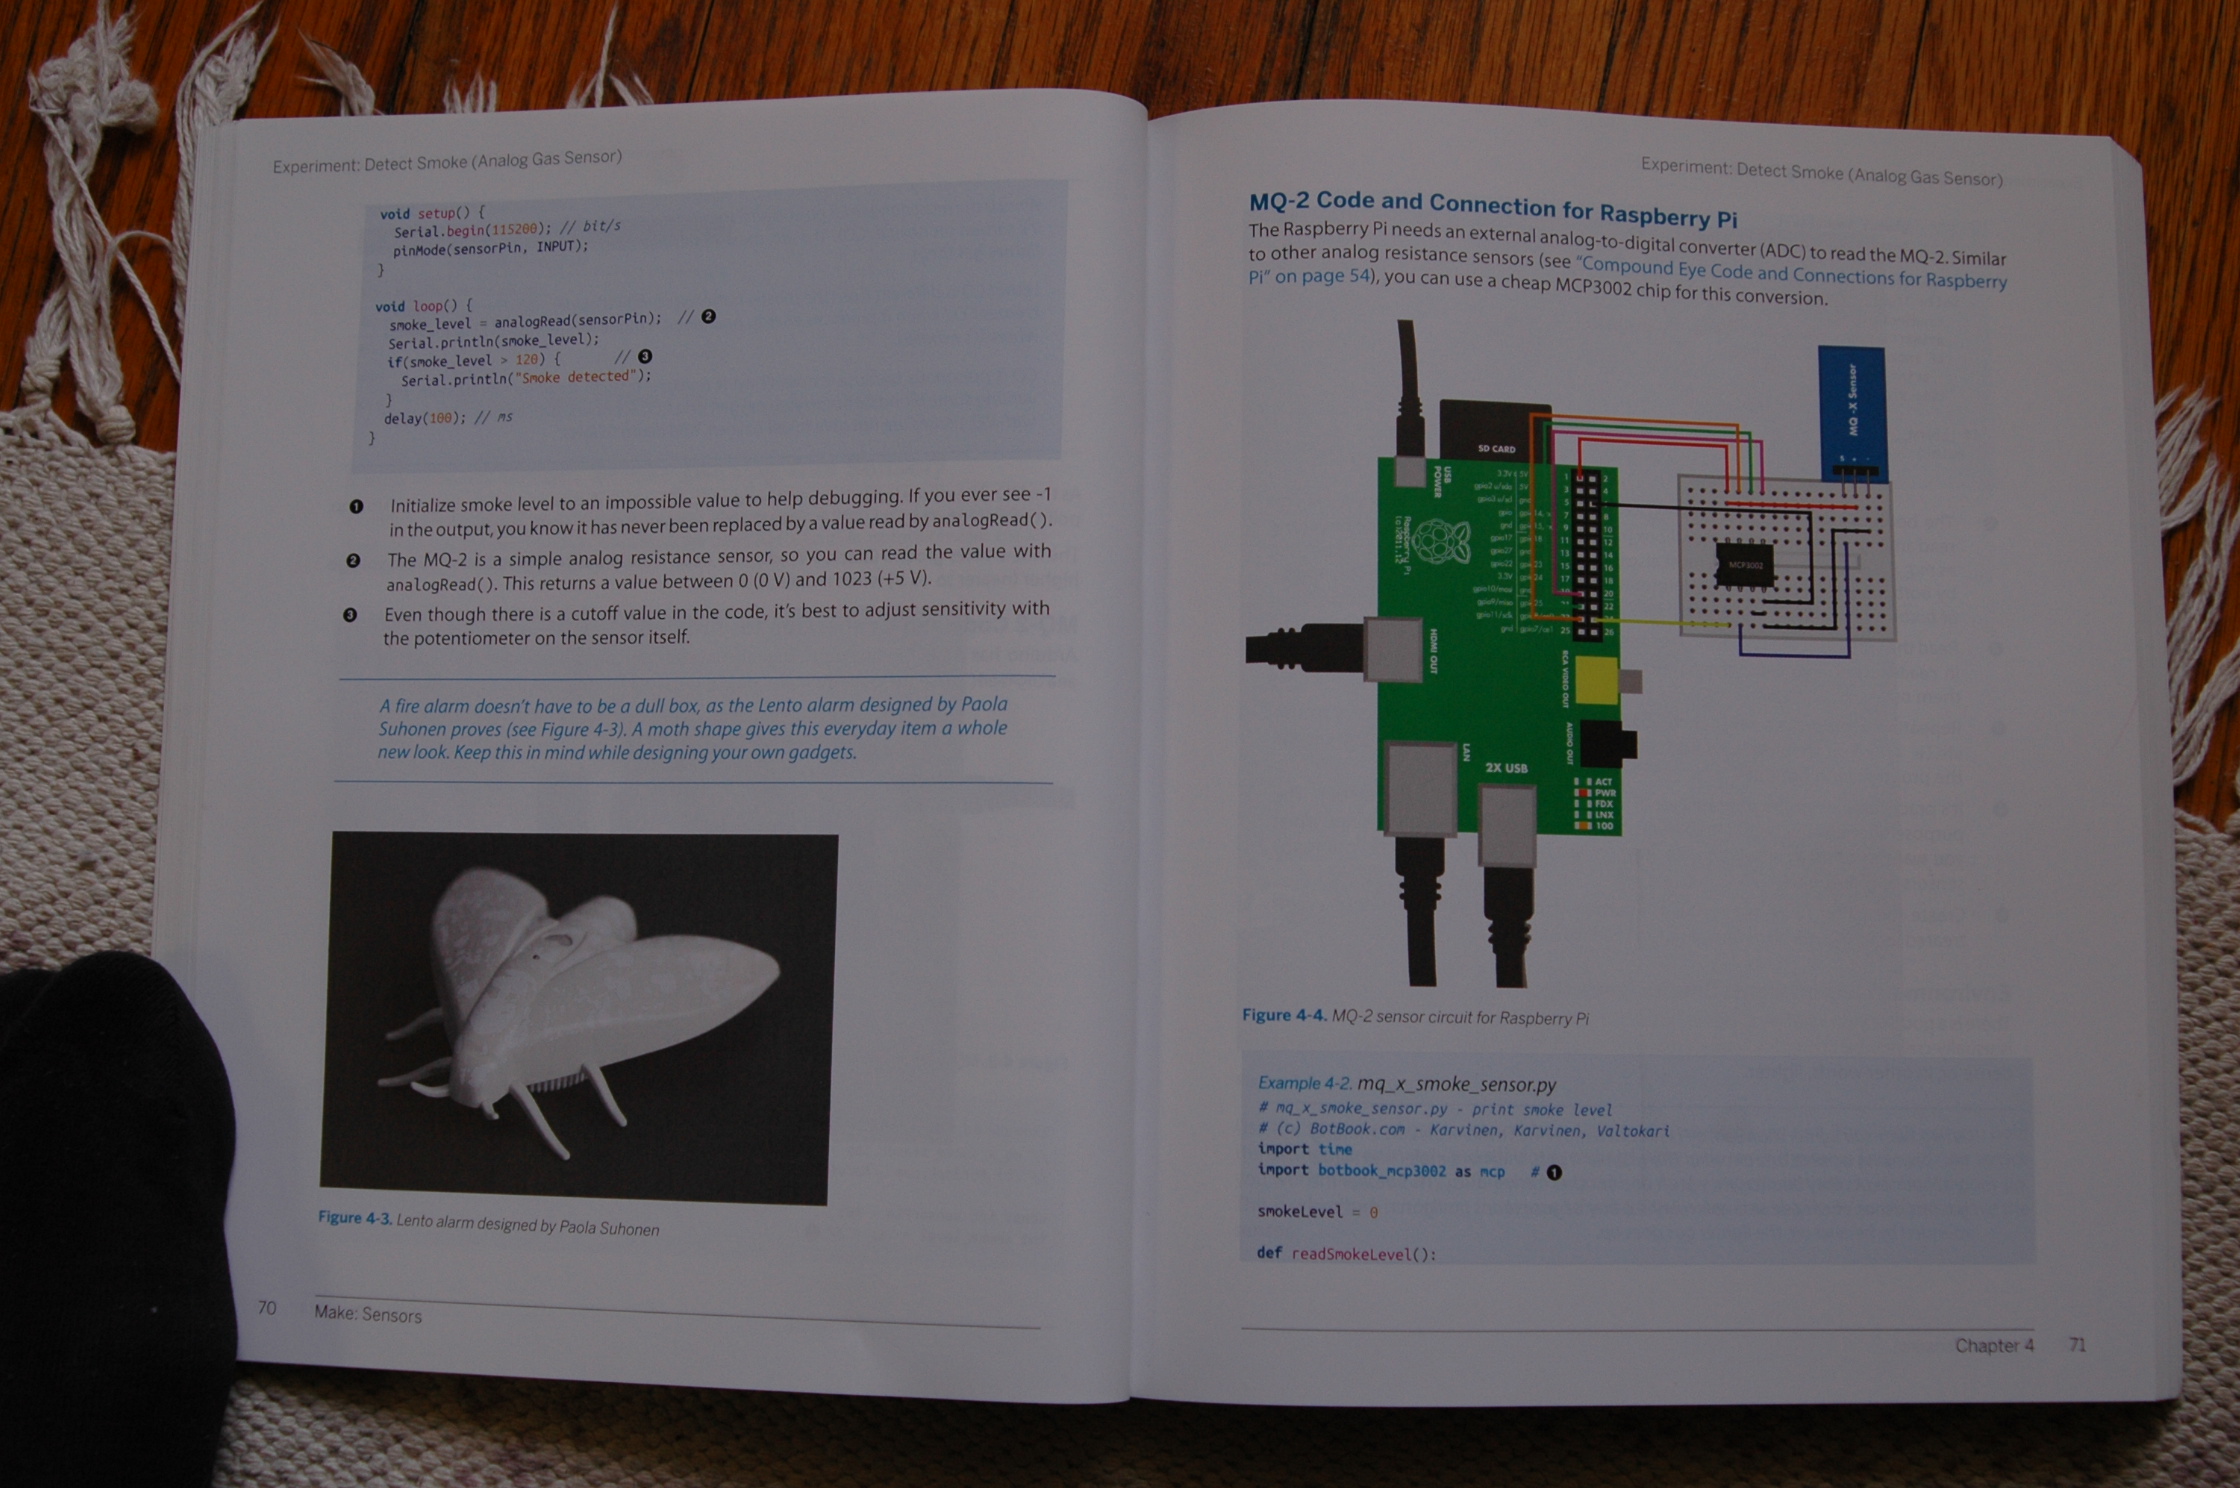 Experiment: Detect Smoke (Analog Gas Sensor)
void setup() {
Serial.begin(115200); // bit/s
pinMode(sensorPin, INPUT);
}
void loop() {
smoke_level = analogRead(sensorPin); // ❷
Serial.println(smoke_level);
if(smoke_level > 120) { // ❸
Serial.println("Smoke detected");
}
delay(100); // ms
}
❶ Initialize smoke level to an impossible value to help debugging. If you ever see -1
in the output, you know it has never been replaced by a value read by analogRead().
❷ The MQ-2 is a simple analog resistance sensor, so you can read the value with
analogRead(). This returns a value between 0 (0 V) and 1023 (+5 V).
❸ Even though there is a cutoff value in the code, it's best to adjust sensitivity with
the potentiometer on the sensor itself.
A fire alarm doesn't have to be a dull box, as the Lento alarm designed by Paola
Suhonen proves (see Figure 4-3). A moth shape gives this everyday item a whole
new look. Keep this in mind while designing your own gadgets.
Figure 4-3. Lento alarm designed by Paola Suhonen
70 Make: Sensors
Experiment: Detect Smoke (Analog Gas Sensor)
MQ-2 Code and Connection for Raspberry Pi
The Raspberry Pi needs an external analog-to-digital converter (ADC) to read the MQ-2. Similar
to other analog resistance sensors (see "Compound Eye Code and Connections for Raspberry
Pi" on page 54), you can use a cheap MCP3002 chip for this conversion.
MQ -X Sensor
S + -
MCP3002
SD CARD
USB
POWER
Raspberry Pi
(c)2011.12
HDMI OUT
LAN
2X USB
RCA VIDEO OUT
AUDIO OUT
ACT
PWR
FDX
LNX
100
Figure 4-4. MQ-2 sensor circuit for Raspberry Pi
Example 4-2. mq_x_smoke_sensor.py
# mq_x_smoke_sensor.py - print smoke level
# (c) BotBook.com - Karvinen, Karvinen, Valtokari
import time
import botbook_mcp3002 as mcp # ❶
smokeLevel = 0
def readSmokeLevel():
Chapter 4 71